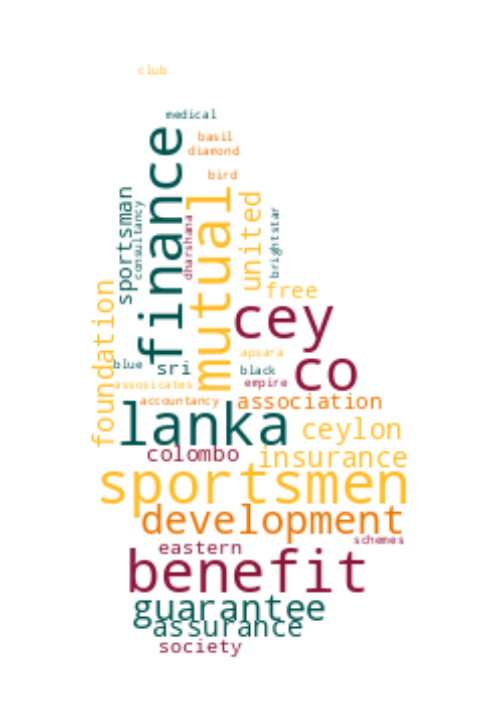 club
medical
basil
diamond
bird
finance
mutual
sportsman
consultancy
dharshana
united
brightstar
free
foundation
cey
apsara
blue
sri
black
co
assosicates
empire
accountancy
association
lanka
ceylon
colombo
insurance
sportsmen
development
schemes
eastern
benefit
guarantee
assurance
society